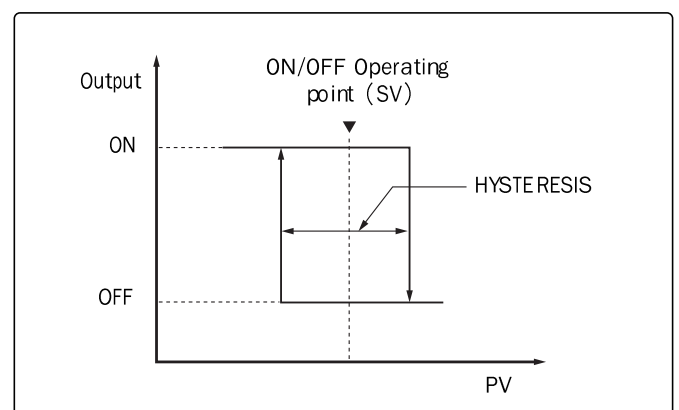 ON/OFF Operating
point (SV)
Output
ON
HYSTERESIS
OFF
PV